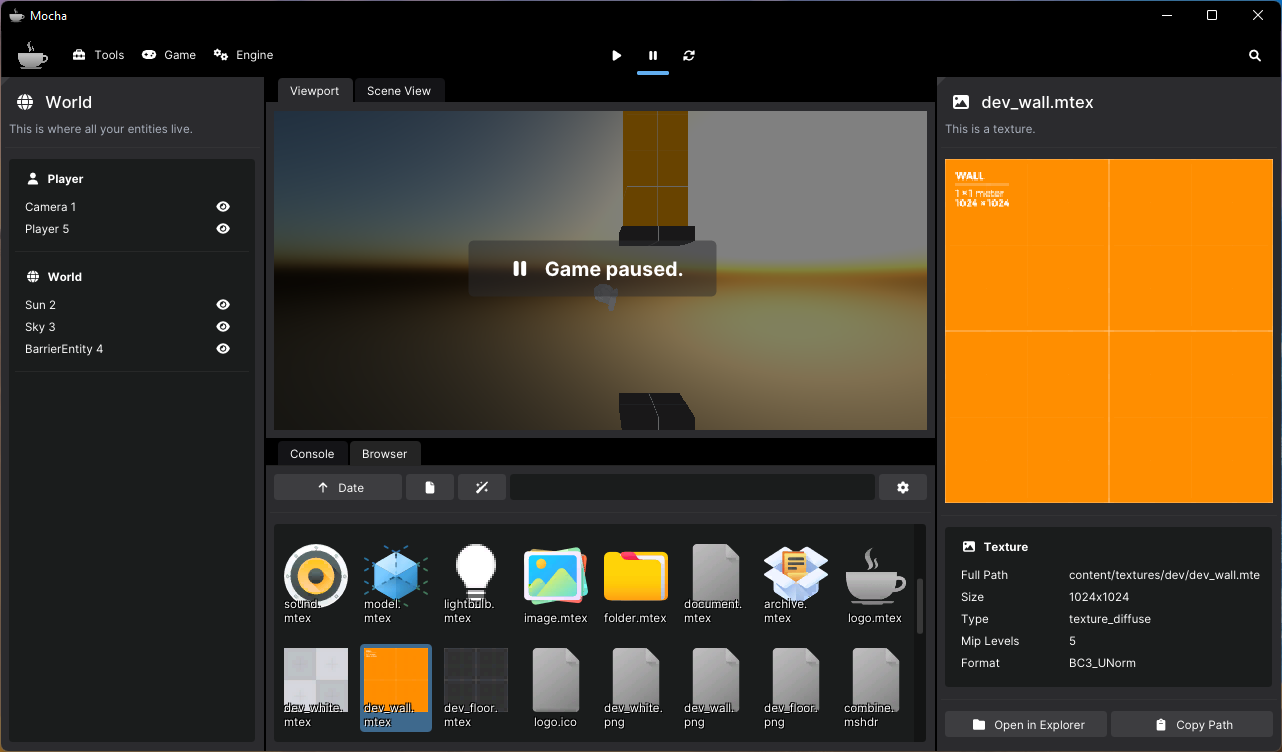 Mocha
Tools Game Engine
World
This is where all your entities live.
Player
Camera 1
Player 5
World
Sun 2
Sky 3
BarrierEntity 4
Viewport Scene View
Game paused.
Console Browser
Date
sound.
mtex
model.
mtex
lightbulb.
mtex
image.mtex
folder.mtex
document.
mtex
archive.
mtex
logo.mtex
dev_white.
mtex
dev_wall.
mtex
dev_floor.
mtex
logo.ico
dev_white.
png
dev_wall.
png
dev_floor.
png
combine.
mshdr
dev_wall.mtex
This is a texture.
WALL
1×1 meter
1024 ×1024
Texture
Full Path content/textures/dev/dev_wall.mte
Size 1024x1024
Type texture_diffuse
Mip Levels 5
Format BC3_UNorm
Open in Explorer Copy Path